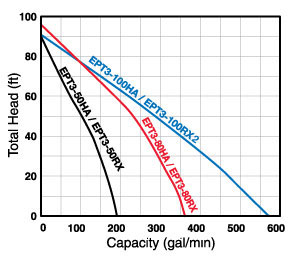 100
80
60
40
20
0
Total Head (ft)
EPT3-50HA / EPT3-50RX
EPT3-100HA / EPT3-100RX2
EPT3-80HA / EPT3-80RX
0 100 200 300 400 500 600
Capacity (gal/min)